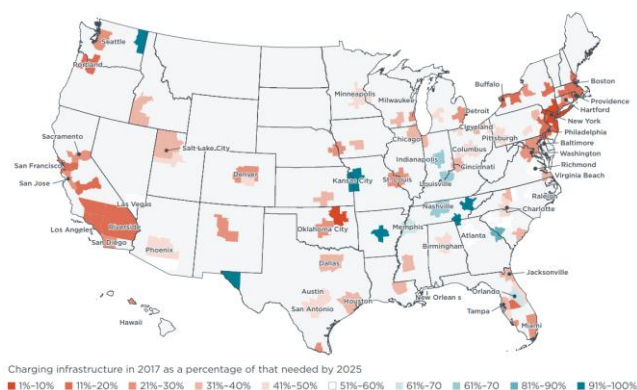 Seattle
Portland
Minneapolis
Milwaukee
Buffalo
Boston
Providence
Hartford
New York
Philadelphia
Baltimore
Washington
Richmond
Virginia Beach
Detroit
Cleveland
Pittsburgh
Chicago
Columbus
Indianapolis
Cincinnati
Louisville
Sacramento
San Francisco
San Jose
Salt Lake City
Denver
Kansas City
St. Louis
Las Vegas
Los Angeles
Riverside
San Diego
Phoenix
Oklahoma City
Nashville
Memphis
Raleigh
Charlotte
Atlanta
Birmingham
Dallas
Austin
San Antonio
Houston
New Orlean s
Jacksonville
Orlando
Tampa
Miami
Hawaii
Charging infrastructure in 2017 as a percentage of that needed by 2025
1%-10% 11%-20% 21%-30% 31%-40% 41%-50% 51%-60% 61%-70 61%-70 81%-90% 91%-100%